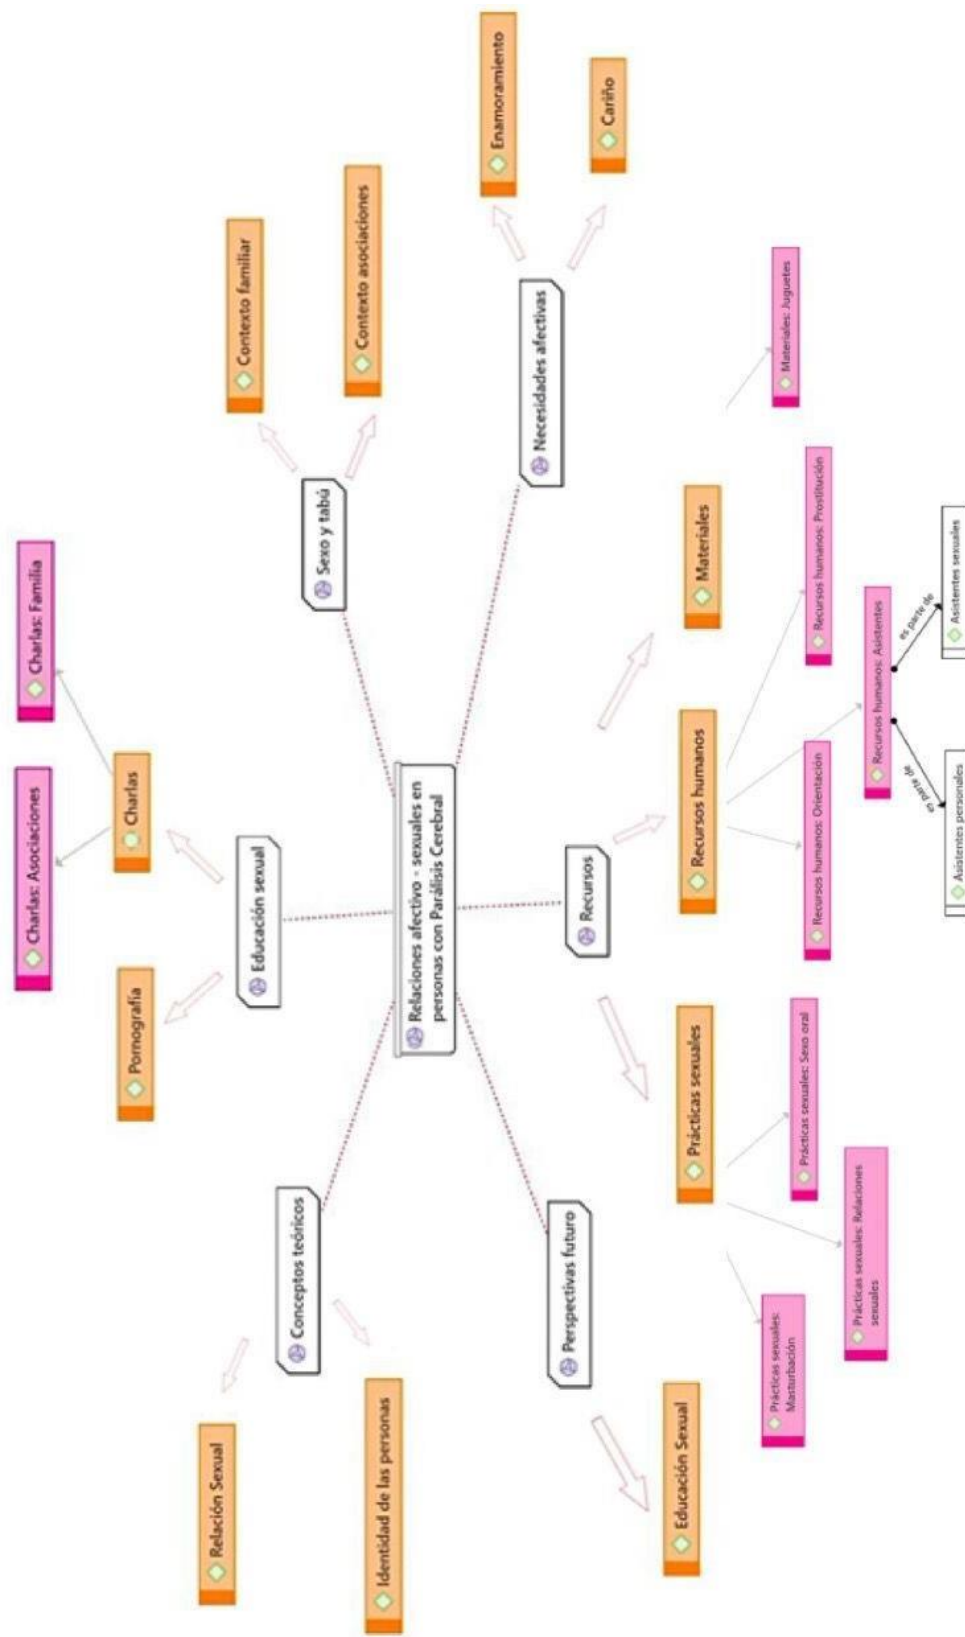 Charlas: Asociaciones
Charlas: Familia
Pornografía
Charlas
Relación Sexual
Contexto familiar
Conceptos teóricos
Educación sexual
Sexo y tabú
Identidad de las personas
Contexto asociaciones
Relaciones afectivo - sexuales en
personas con Parálisis Cerebral
Enamoramiento
Perspectivas futuro
Recursos
Necesidades afectivas
Cariño
Educación Sexual
Prácticas sexuales
Recursos humanos
Materiales
Prácticas sexuales:
Masturbación
Prácticas sexuales: Sexo oral
Recursos humanos: Orientación
Recursos humanos: Prostitución
Materiales: Juguetes
Prácticas sexuales: Relaciones
sexuales
Recursos humanos: Asistentes
es parte de
es parte de
Asistentes personales
Asistentes sexuales